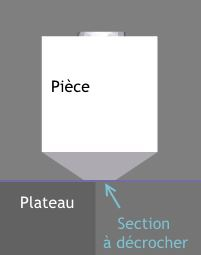 Pièce
Plateau
Section
à décrocher